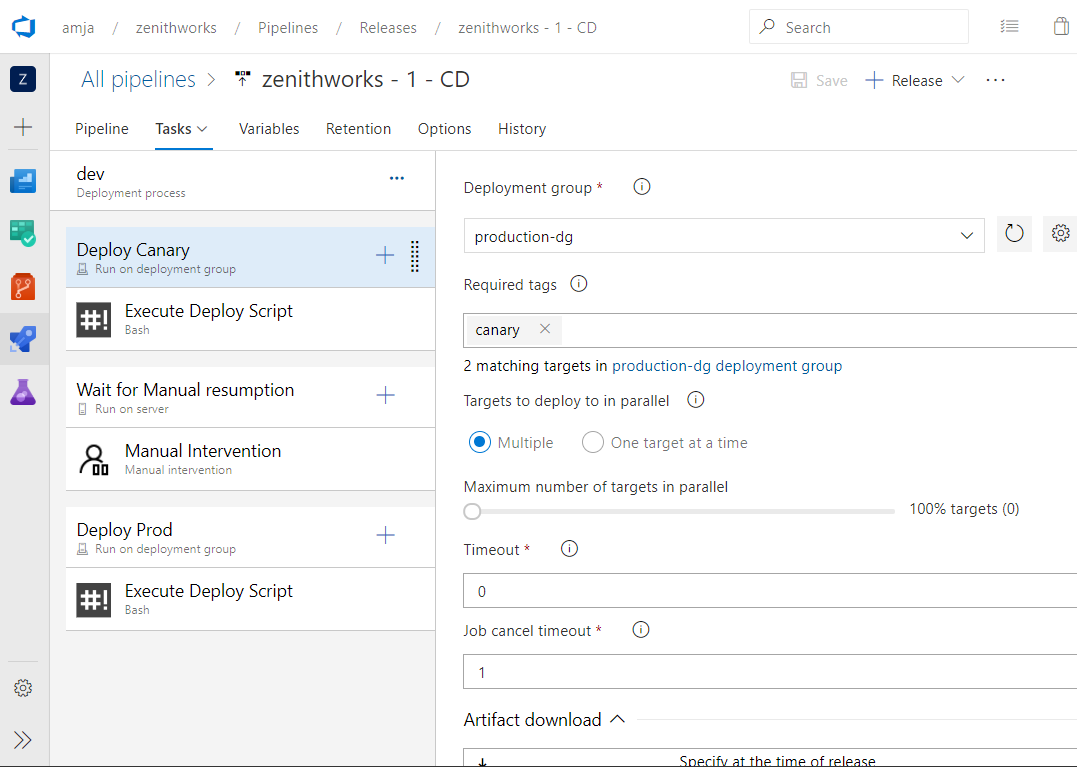 amja / zenithworks / Pipelines / Releases / zenithworks - 1 - CD
Search
Z
All pipelines > zenithworks - 1 - CD
Save
Release
Pipeline Tasks Variables Retention Options History
dev
Deployment process
Deploy Canary
Run on deployment group
#! Execute Deploy Script
Bash
Wait for Manual resumption
Run on server
Manual Intervention
Manual intervention
Deploy Prod
Run on deployment group
#! Execute Deploy Script
Bash
Deployment group *
production-dg
Required tags
canary
2 matching targets in production-dg deployment group
Targets to deploy to in parallel
Multiple One target at a time
Maximum number of targets in parallel
100% targets (0)
Timeout *
0
Job cancel timeout *
1
Artifact download
Specify at the time of release